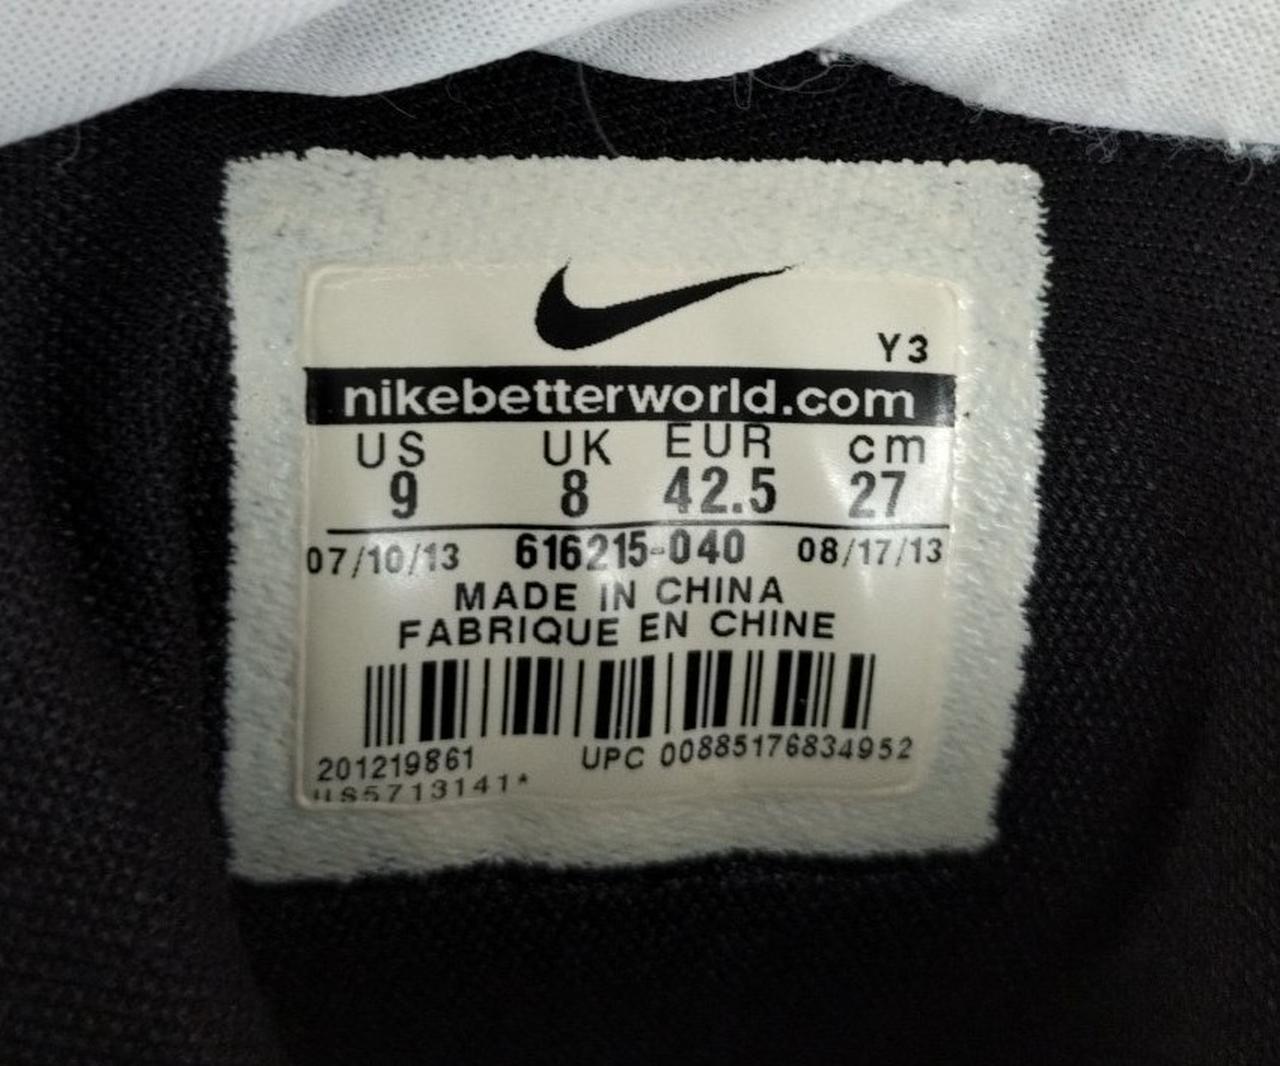 Y3
nikebetterworld.com
US UK EUR cm
9 8 42.5 27
07/10/13 616215-040 08/17/13
MADE IN CHINA
FABRIQUE EN CHINE
201219861 UPC 00885176834952
US5713141*